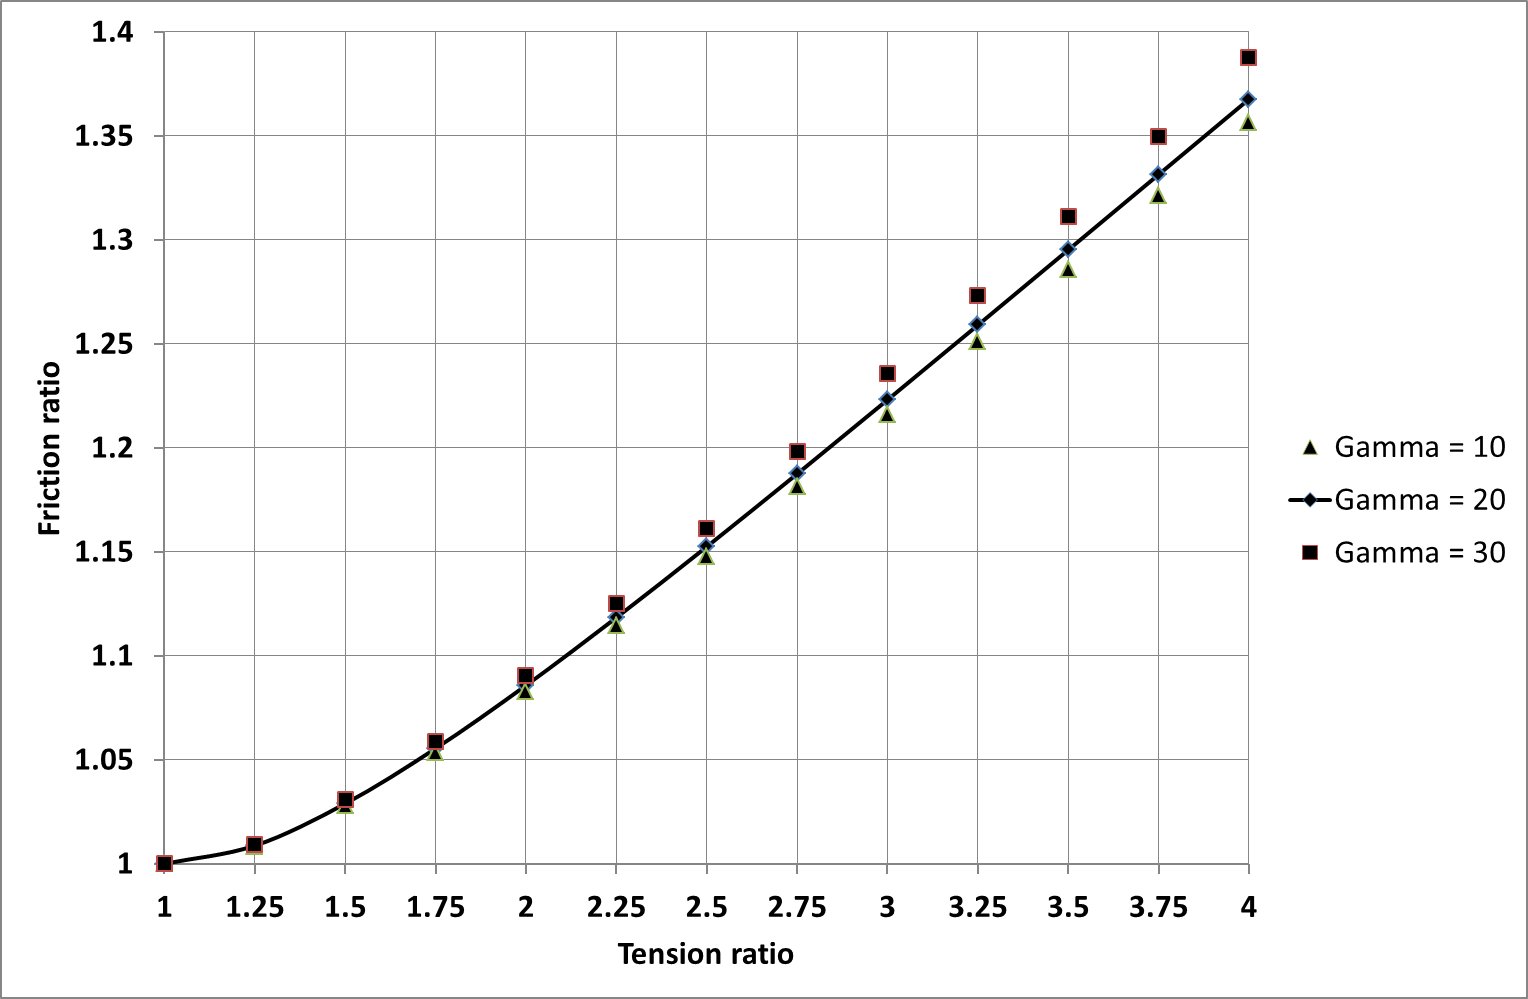 1.4
1.35
1.3
1.25
1.2
1.15
1.1
1.05
1
Friction ratio
1 1.25 1.5 1.75 2 2.25 2.5 2.75 3 3.25 3.5 3.75 4
Tension ratio
Gamma = 10
Gamma = 20
Gamma = 30